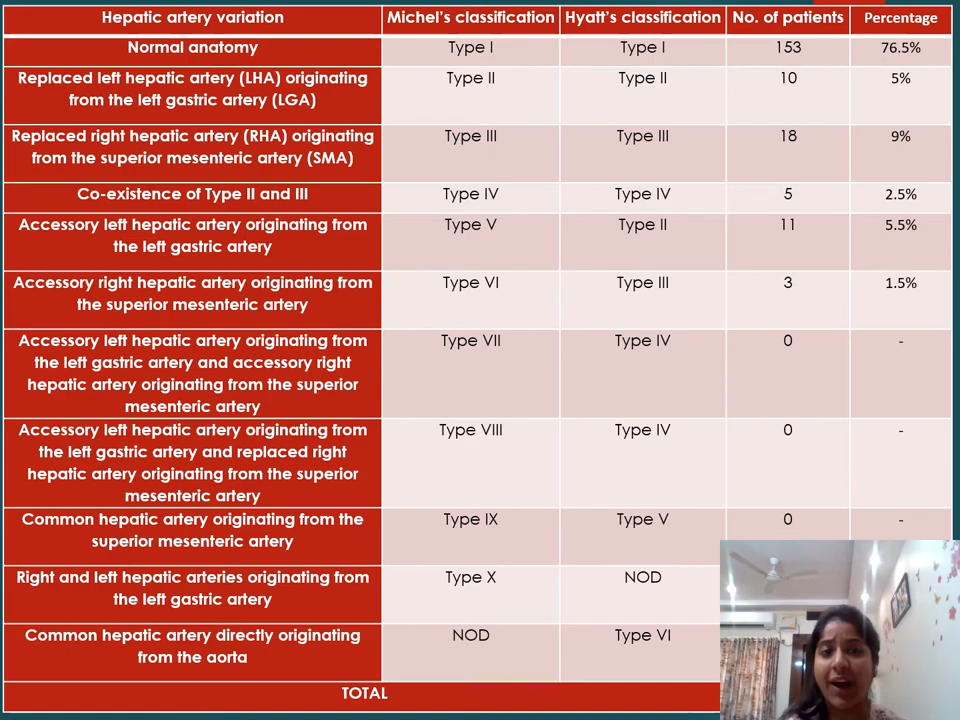 Hepatic artery variation Michel's classification Hyatt's classification No. of patients Percentage
Normal anatomy Type I Type I 153 76.5%
Replaced left hepatic artery (LHA) originating Type II Type II 10 5%
from the left gastric artery (LGA)
Replaced right hepatic artery (RHA) originating Type III Type III 18 9%
from the superior mesenteric artery (SMA)
Co-existence of Type II and III Type IV Type IV 5 2.5%
Accessory left hepatic artery originating from Type V Type II 11 5.5%
the left gastric artery
Accessory right hepatic artery originating from Type VI Type III 3 1.5%
the superior mesenteric artery
Accessory left hepatic artery originating from Type VII Type IV 0 -
the left gastric artery and accessory right
hepatic artery originating from the superior
mesenteric artery
Accessory left hepatic artery originating from Type VIII Type IV 0 -
the left gastric artery and replaced right
hepatic artery originating from the superior
mesenteric artery
Common hepatic artery originating from the Type IX Type V 0 -
superior mesenteric artery
Right and left hepatic arteries originating from Type X NOD
the left gastric artery
Common hepatic artery directly originating NOD Type VI
from the aorta
TOTAL